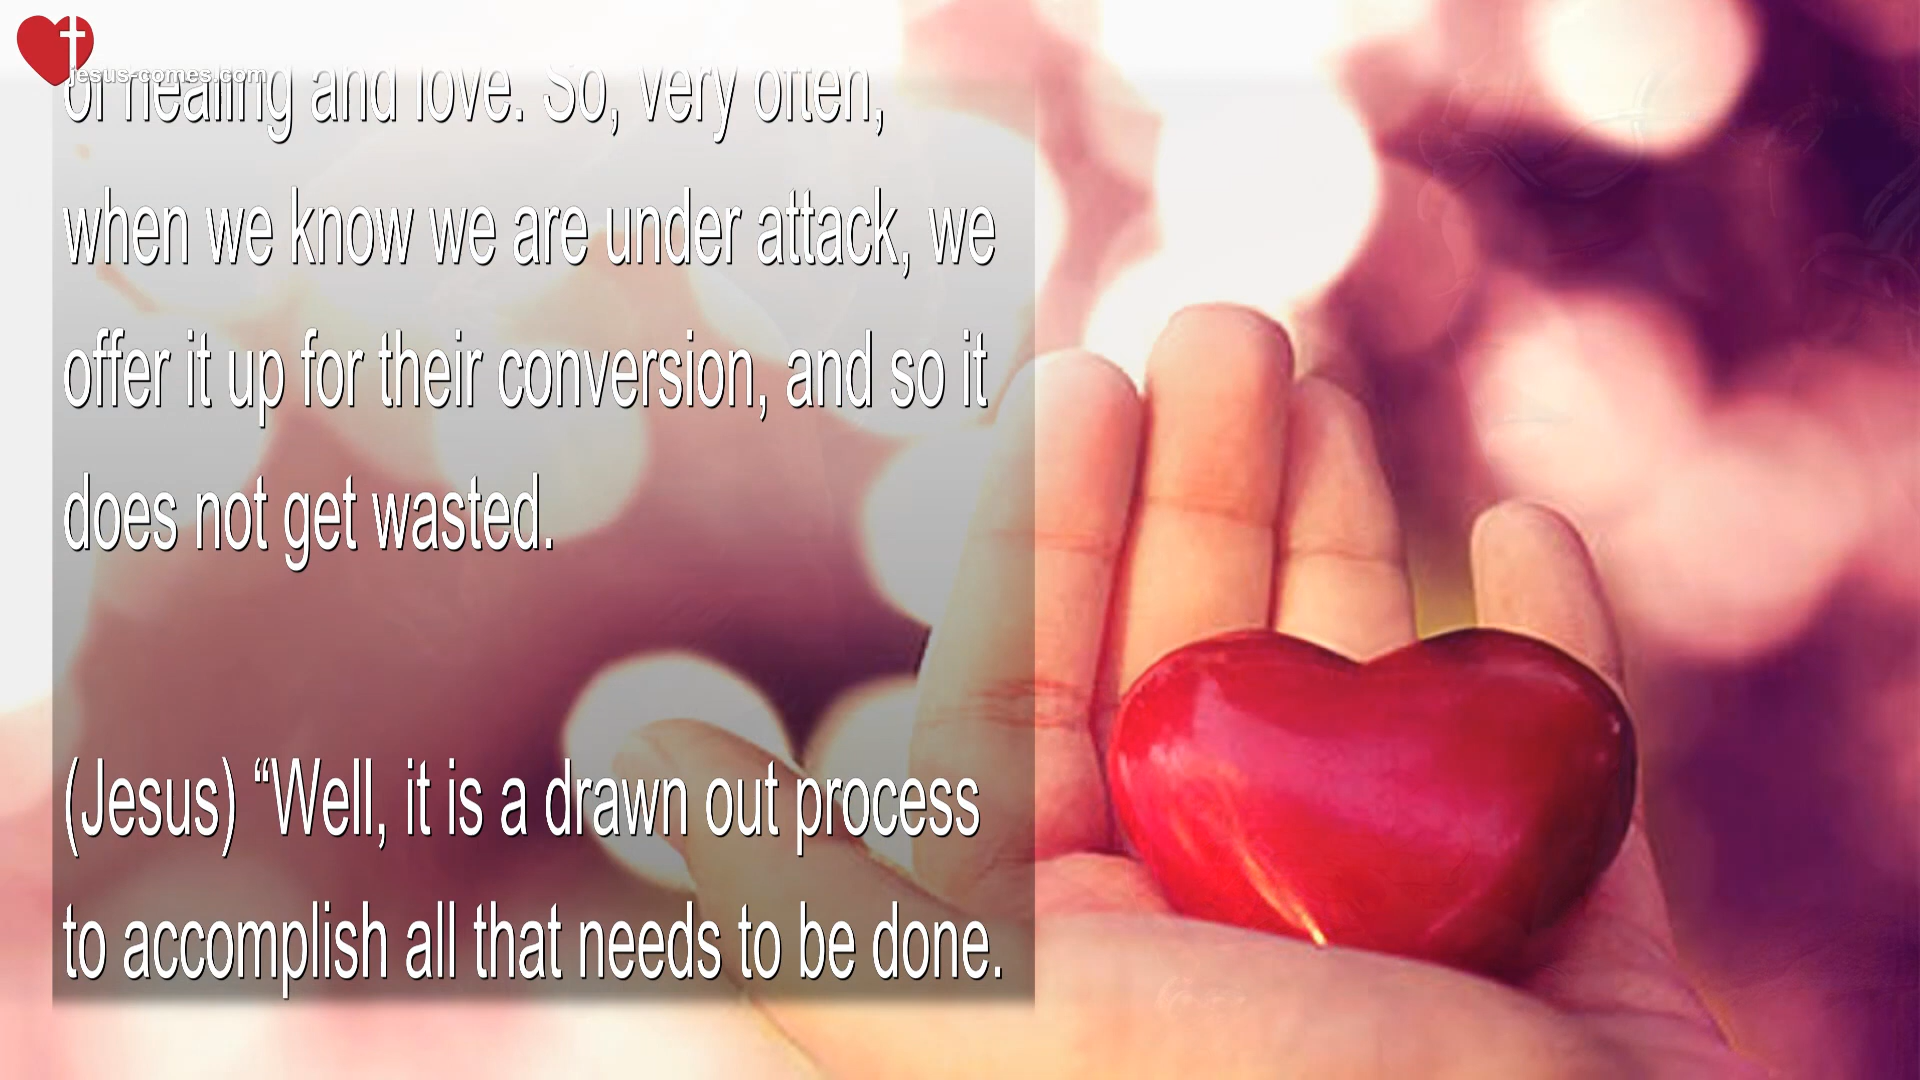 jesus-comes.com
of healing and love. So, very often,
when we know we are under attack, we
offer it up for their conversion, and so it
does not get wasted.
(Jesus) “Well, it is a drawn out process
to accomplish all that needs to be done.